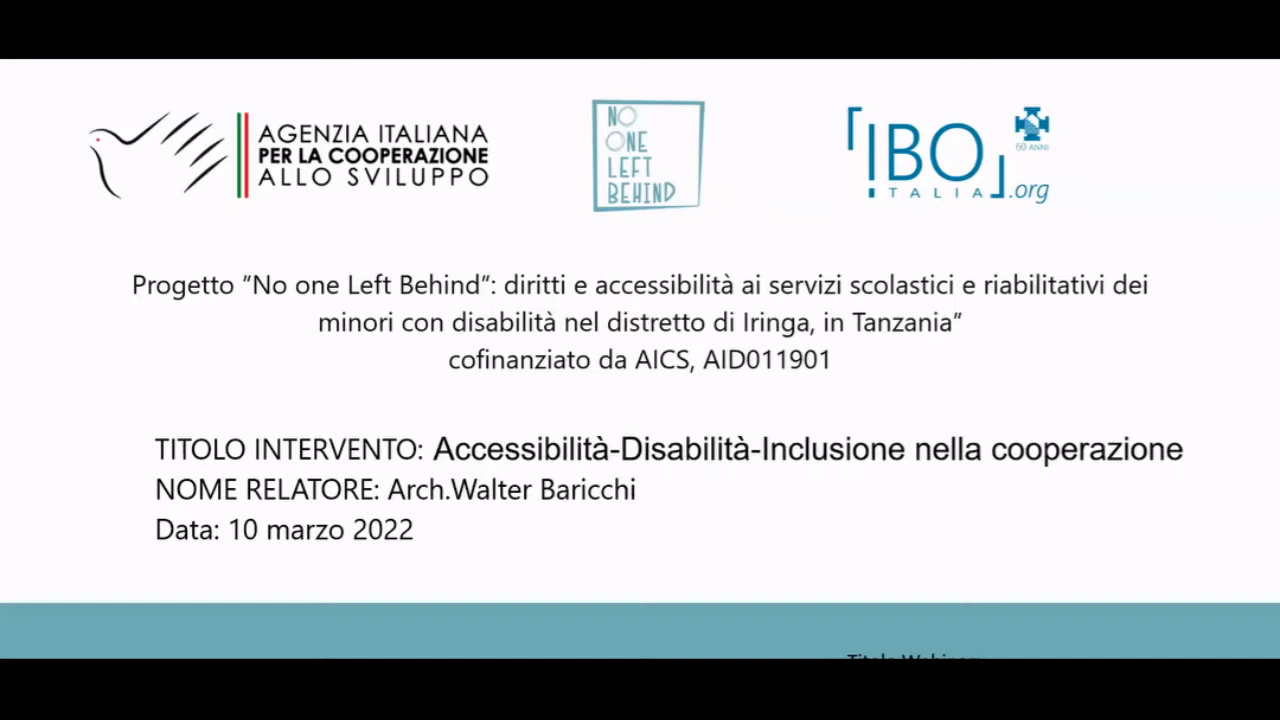 AGENZIA ITALIANA
PER LA COOPERAZIONE
ALLO SVILUPPO
NO
ONE
LEFT
BEHIND
IBO
ITALIA
.org
60 ANNI
Progetto “No one Left Behind”: diritti e accessibilità ai servizi scolastici e riabilitativi dei
minori con disabilità nel distretto di Iringa, in Tanzania”
cofinanziato da AICS, AID011901
TITOLO INTERVENTO: Accessibilità-Disabilità-Inclusione nella cooperazione
NOME RELATORE: Arch.Walter Baricchi
Data: 10 marzo 2022